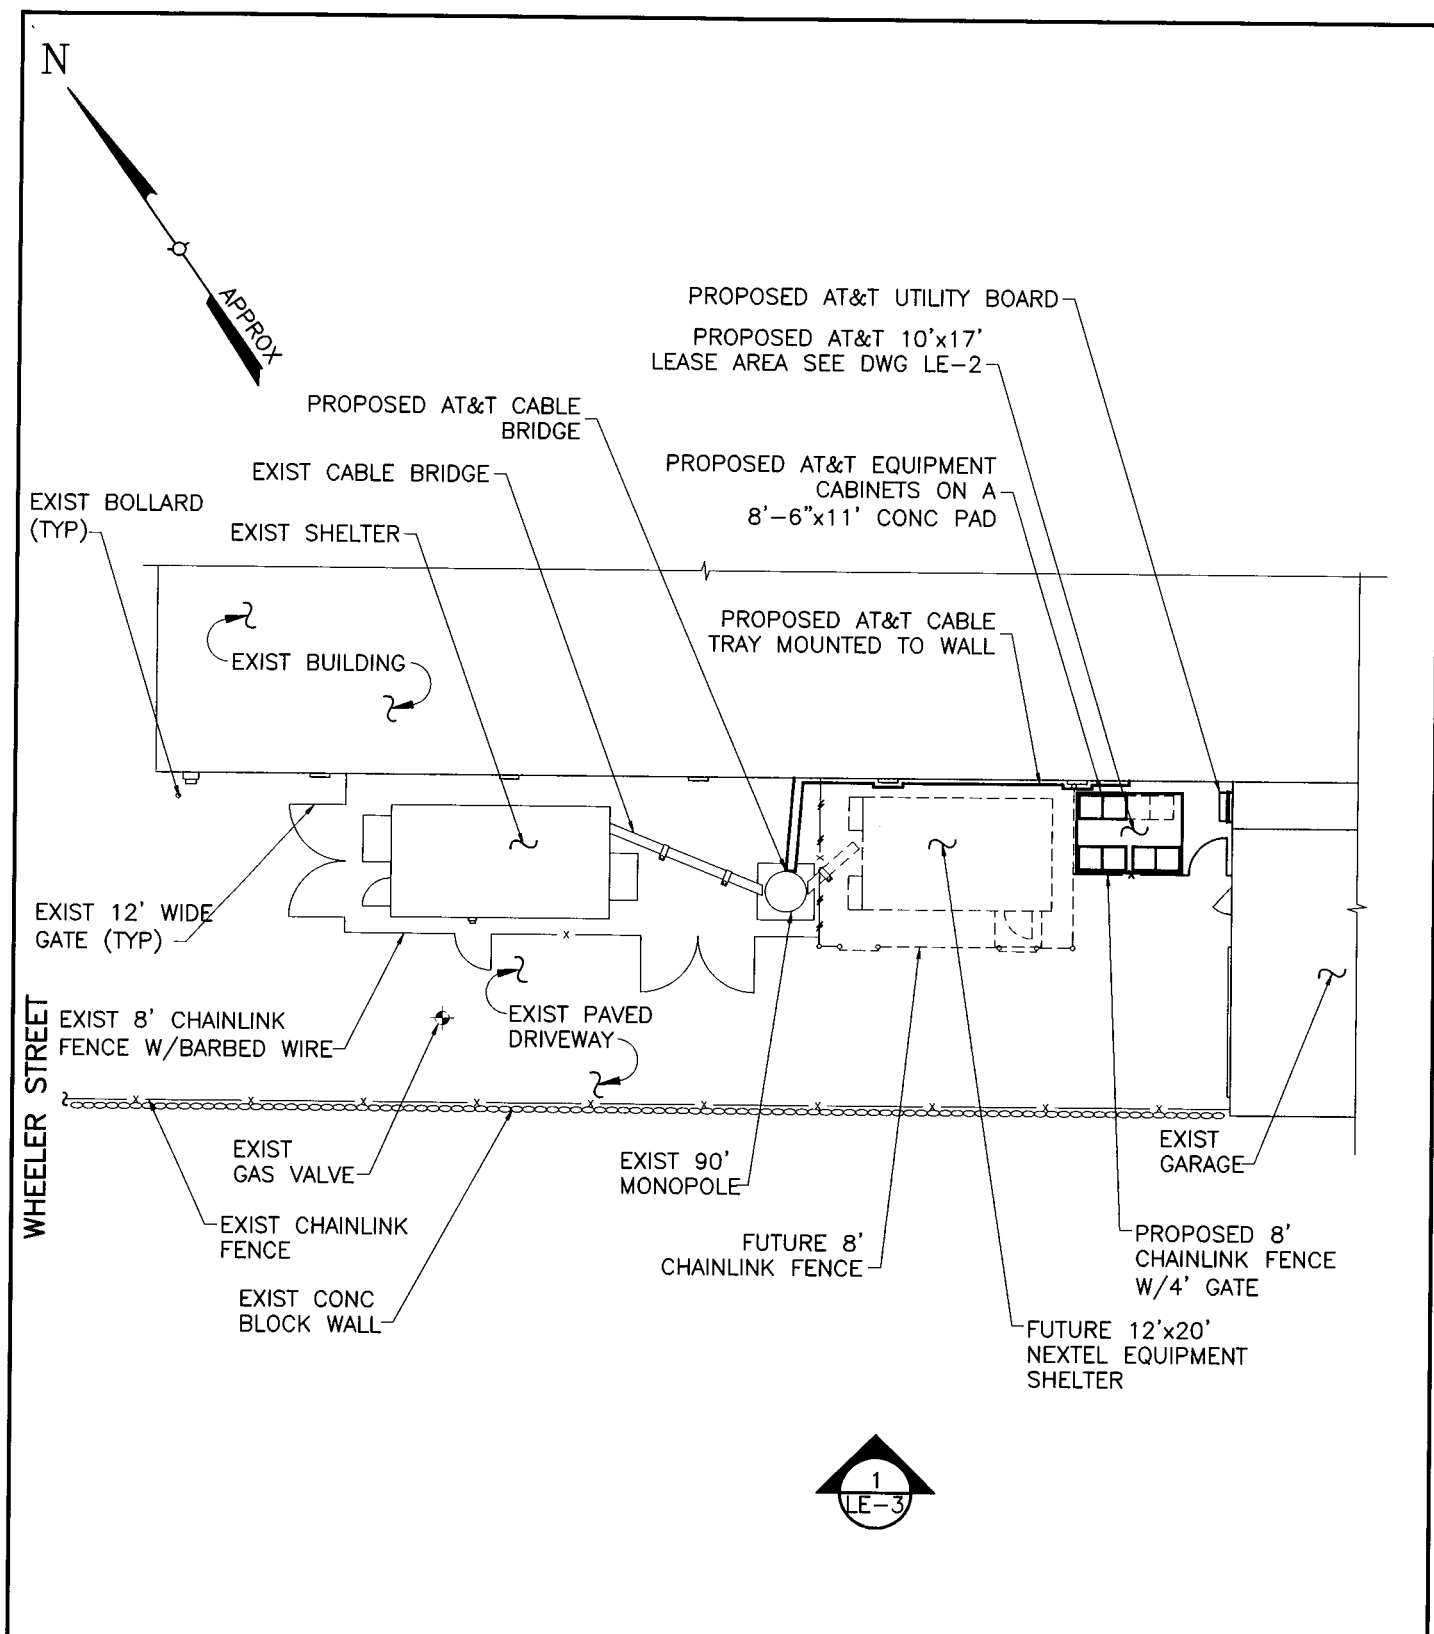 N
APPROX
PROPOSED AT&T UTILITY BOARD
PROPOSED AT&T 10'x17'
LEASE AREA SEE DWG LE-2
PROPOSED AT&T CABLE
BRIDGE
EXIST CABLE BRIDGE
PROPOSED AT&T EQUIPMENT
CABINETS ON A
8'-6"x11' CONC PAD
EXIST BOLLARD
(TYP)
EXIST SHELTER
PROPOSED AT&T CABLE
TRAY MOUNTED TO WALL
EXIST BUILDING
EXIST 12' WIDE
GATE (TYP)
EXIST 8' CHAINLINK
FENCE W/BARBED WIRE
EXIST PAVED
DRIVEWAY
WHEELER STREET
EXIST
GAS VALVE
EXIST 90'
MONOPOLE
EXIST
GARAGE
EXIST CHAINLINK
FENCE
FUTURE 8'
CHAINLINK FENCE
PROPOSED 8'
CHAINLINK FENCE
W/4' GATE
EXIST CONC
BLOCK WALL
FUTURE 12'x20'
NEXTEL EQUIPMENT
SHELTER
1
LE-3